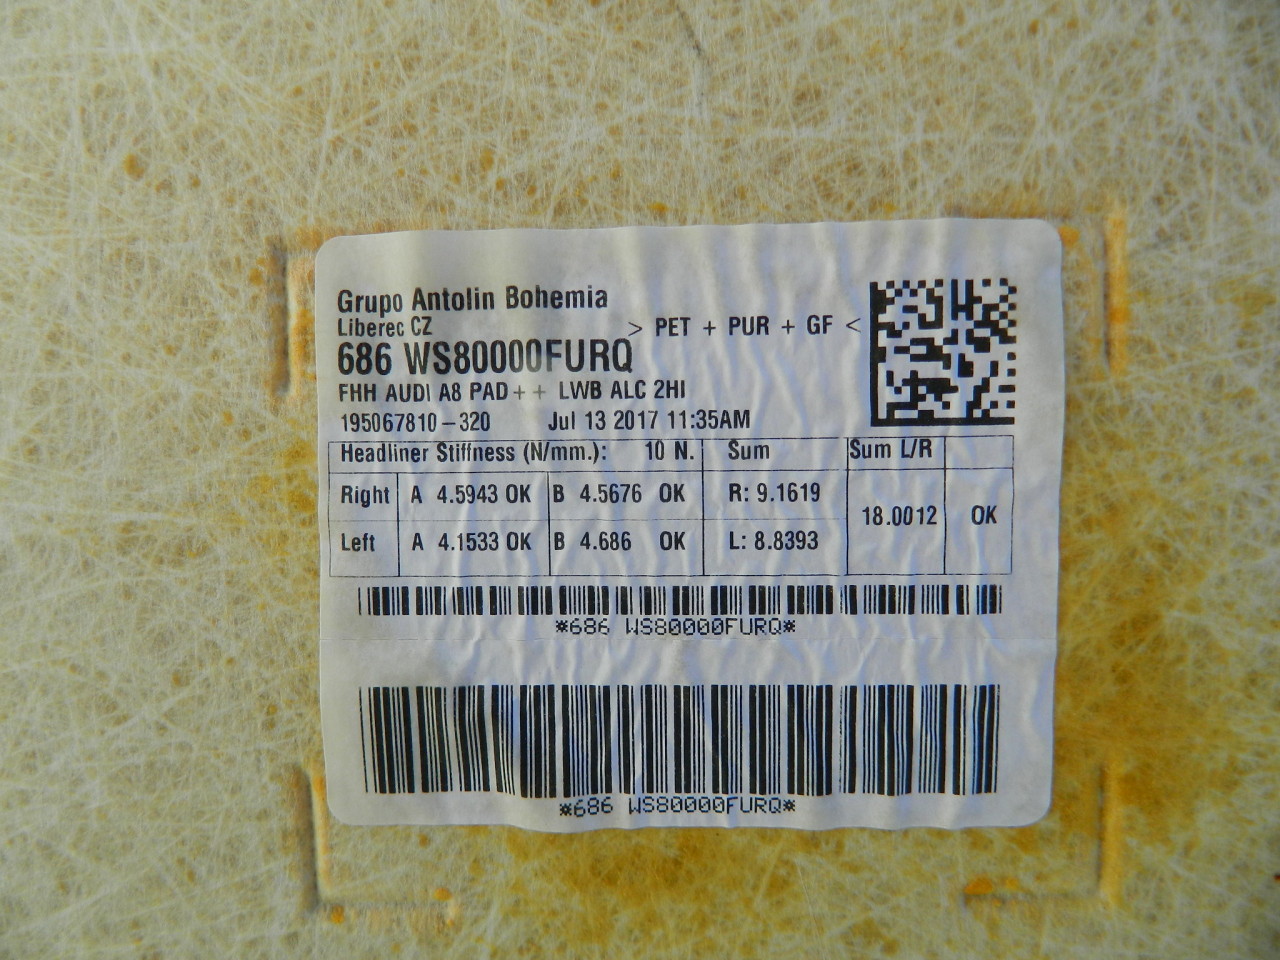 Grupo Antolin Bohemia
Liberec CZ
> PET + PUR + GF <
686 WS80000FURQ
FHH AUDI A8 PAD++ LWB ALC 2HI
195067810-320 Jul 13 2017 11:35AM
Headliner Stiffness (N/mm.): 10 N. Sum Sum L/R
Right A 4.5943 OK B 4.5676 OK R: 9.1619
18.0012 OK
Left A 4.1533 OK B 4.686 OK L: 8.8393
*686 WS80000FURQ*
*686 WS80000FURQ*